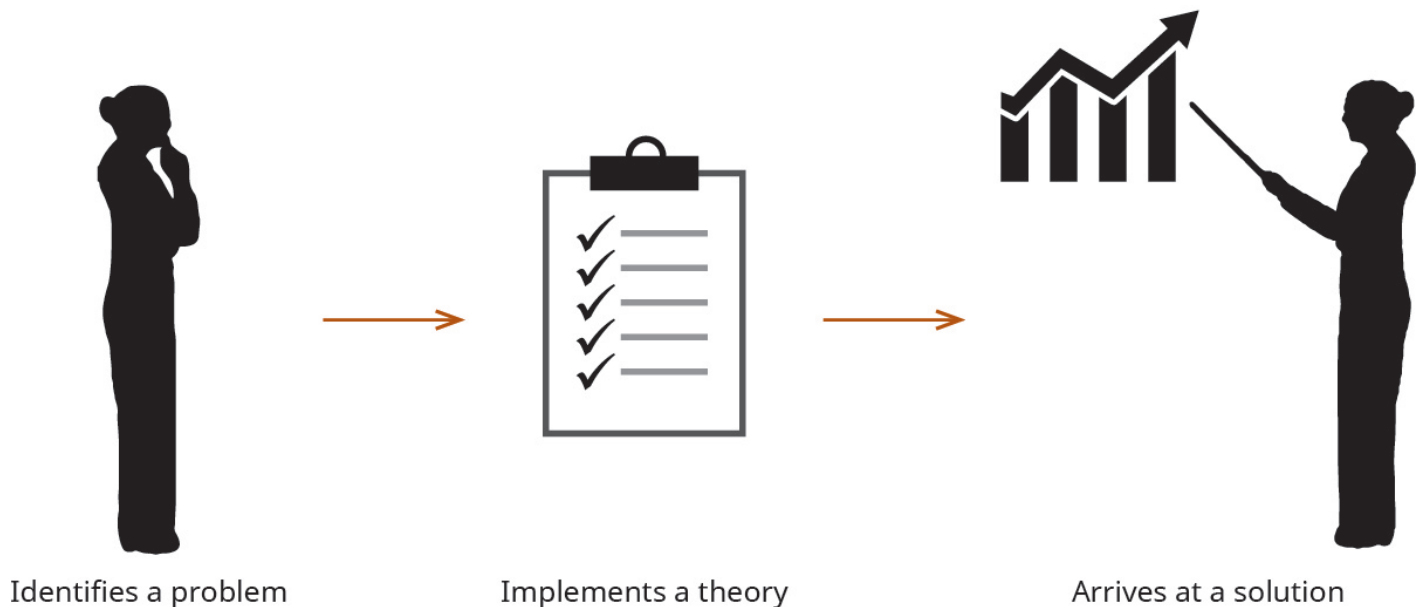 Identifies a problem
Implements a theory
Arrives at a solution